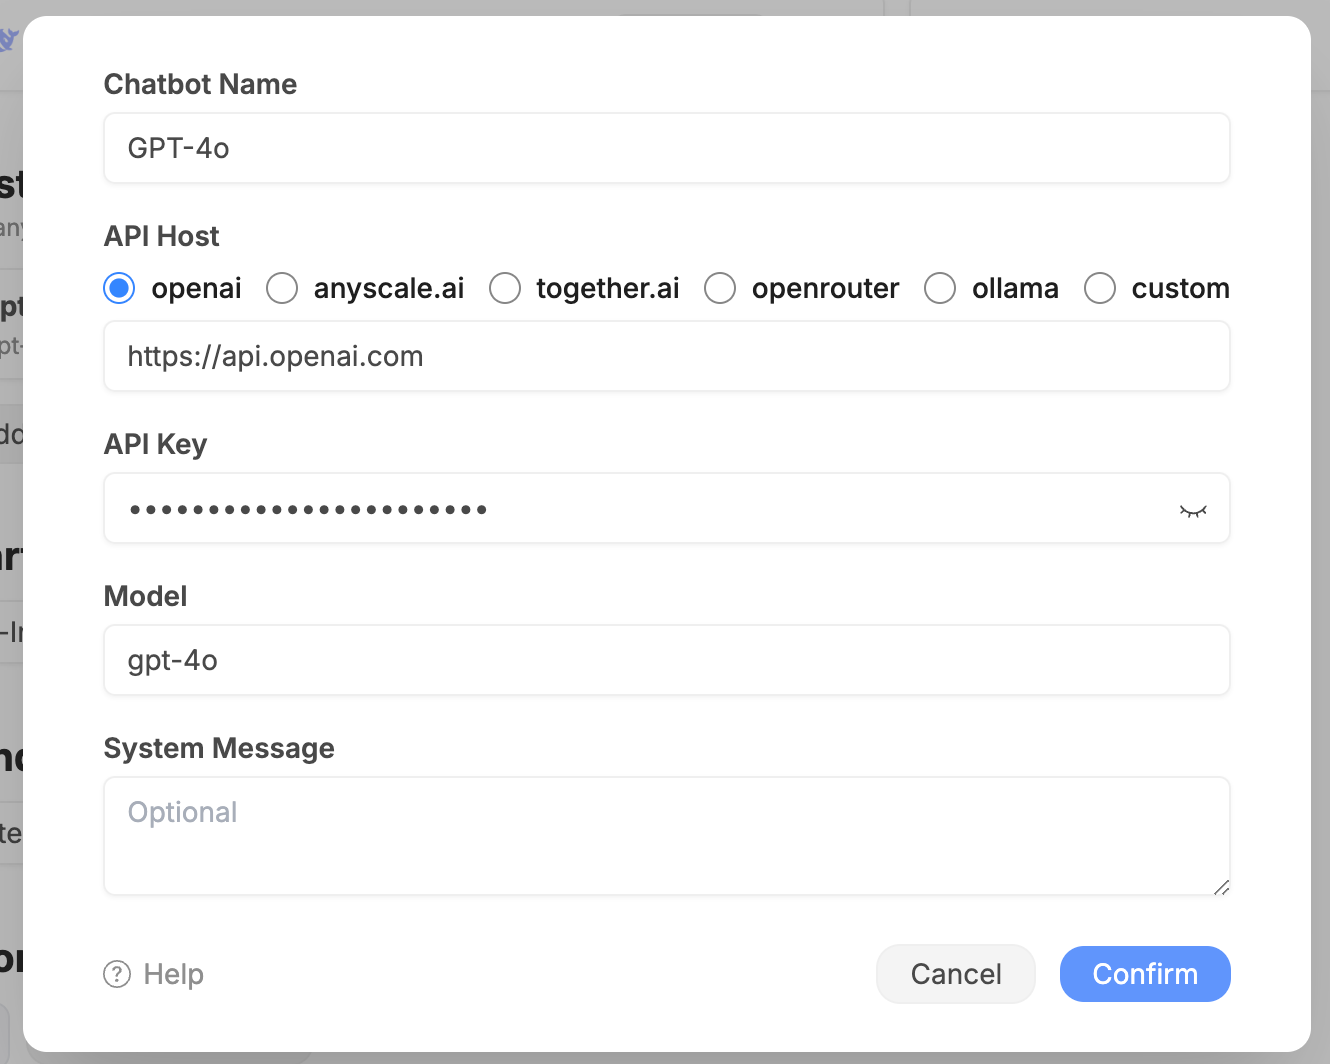 Chatbot Name
GPT-4o
API Host
openai anyscale.ai together.ai openrouter ollama custom
https://api.openai.com
API Key
•••••••••••••••••••••••
Model
gpt-4o
System Message
Optional
? Help
Cancel Confirm